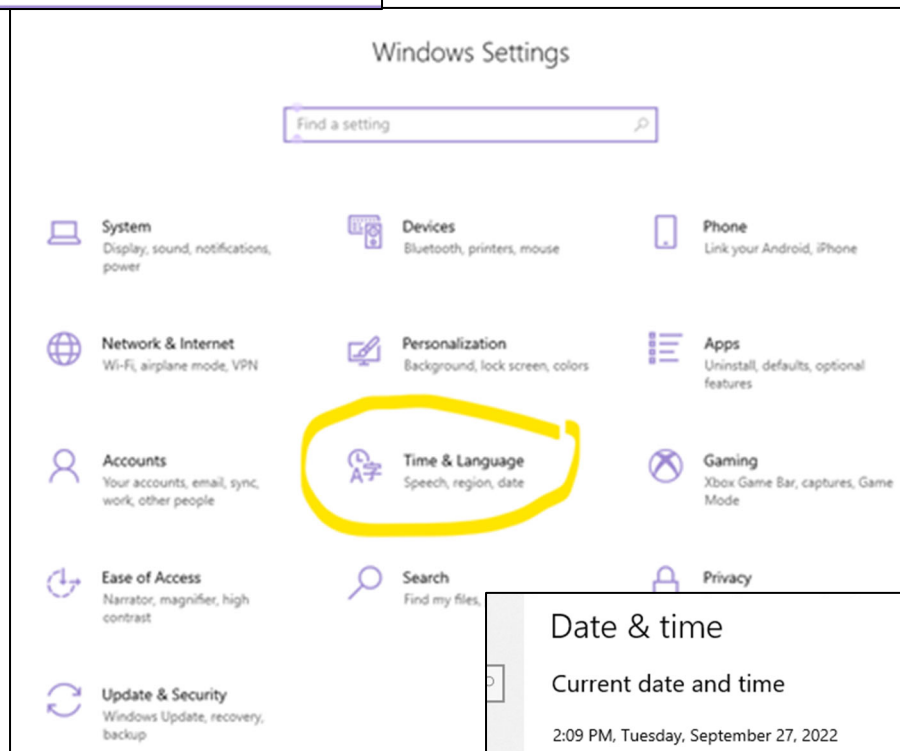 Windows Settings
Find a setting
System
Display, sound, notifications,
power
Devices
Bluetooth, printers, mouse
Phone
Link your Android, iPhone
Network & Internet
Wi-Fi, airplane mode, VPN
Personalization
Background, lock screen, colors
Apps
Uninstall, defaults, optional
features
Accounts
Your accounts, email, sync,
work, other people
Time & Language
Speech, region, date
Gaming
Xbox Game Bar, captures, Game
Mode
Ease of Access
Narrator, magnifier, high
contrast
Search
Find my files,
Privacy
Update & Security
Windows Update, recovery,
backup
Date & time
Current date and time
2:09 PM, Tuesday, September 27, 2022